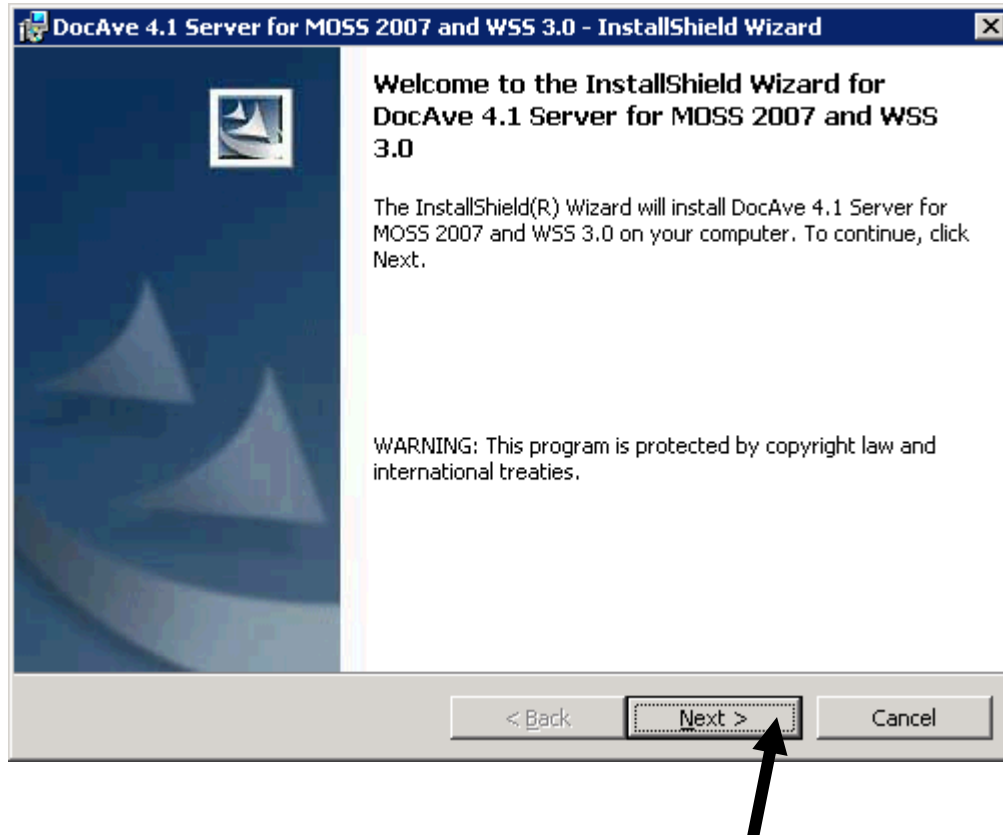 DocAve 4.1 Server for MOSS 2007 and WSS 3.0 - InstallShield Wizard
Welcome to the InstallShield Wizard for
DocAve 4.1 Server for MOSS 2007 and WSS
3.0
The InstallShield(R) Wizard will install DocAve 4.1 Server for
MOSS 2007 and WSS 3.0 on your computer. To continue, click
Next.
WARNING: This program is protected by copyright law and
international treaties.
< Back Next > Cancel